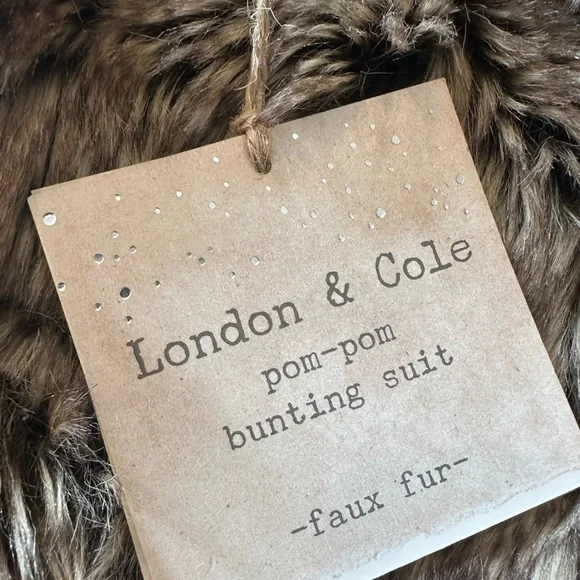 London & Cole
pom-pom
bunting suit
-faux fur-